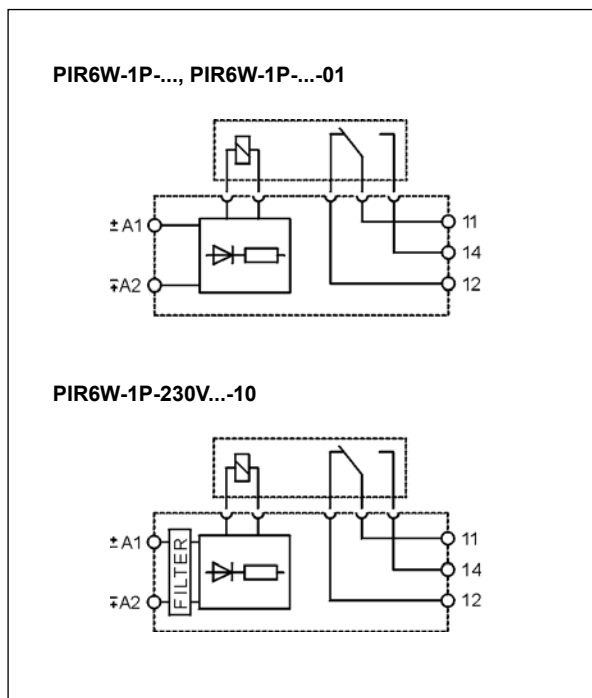 PIR6W-1P-..., PIR6W-1P-...-01
± A1
∓A2
11
14
12
PIR6W-1P-230V...-10
± A1
∓A2
FILTER
11
14
12